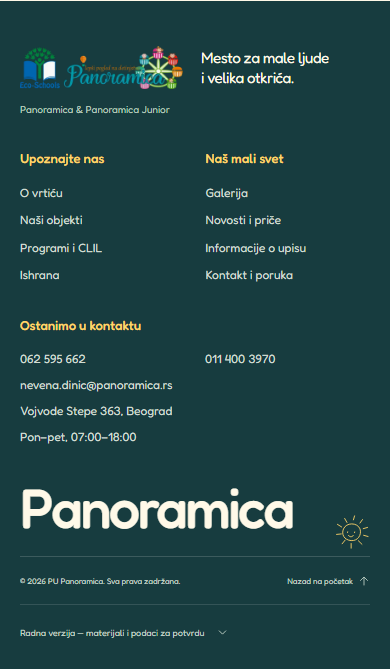 Eco-Schools
Panoramica
Mesto za male ljude
i velika otkrića.
Panoramica & Panoramica Junior
Upoznajte nas
Naš mali svet
O vrtiću
Galerija
Naši objekti
Novosti i priče
Programi i CLIL
Informacije o upisu
Ishrana
Kontakt i poruka
Ostanimo u kontaktu
062 595 662
011 400 3970
nevena.dinic@panoramica.rs
Vojvode Stepe 363, Beograd
Pon–pet, 07:00–18:00
Panoramica
© 2026 PU Panoramica. Sva prava zadržana.
Nazad na početak
Radna verzija — materijali i podaci za potvrdu